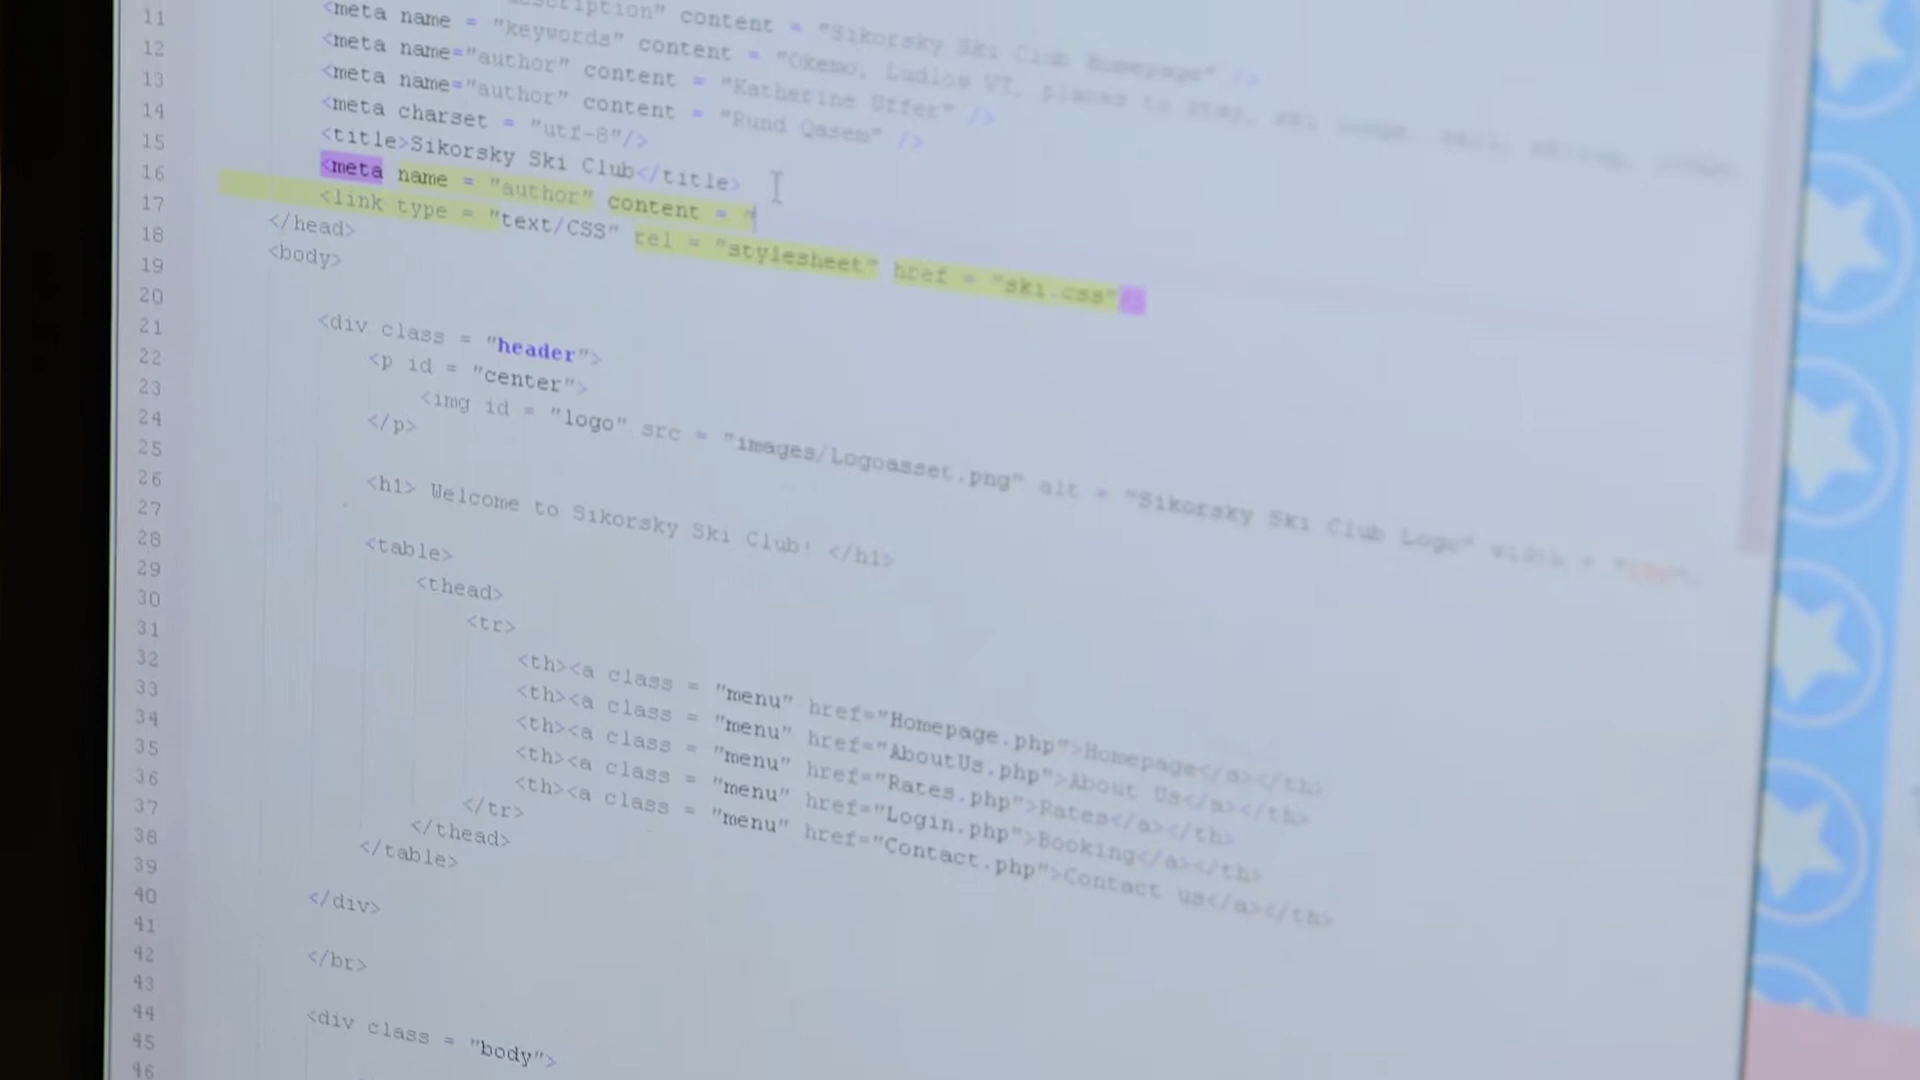 11
12
13
14
15
16
17
18
19
20
21
22
23
24
25
26
27
28
29
30
31
32
33
34
35
36
37
38
39
40
41
42
43
44
45
46
content = "Sikorsky Ski Club Homepage" />
<meta name = "keywords" content = "Okemo, Ludlow VT, places to stay, ski
<meta name="author" content = "Katherine Uffer" />
<meta name="author" content = "Rund Qasem" />
<meta charset = "utf-8"/>
<title>Sikorsky Ski Club</title>
<meta name = "author" content = "
<link type = "text/CSS" rel = "stylesheet" href = "ski.css"/>
</head>
<body>
<div class = "header">
<p id = "center">
<img id = "logo" src = "images/Logoasset.png" alt = "Sikorsky Ski Club Logo" width =
</p>
<h1> Welcome to Sikorsky Ski Club! </h1>
<table>
<thead>
<tr>
<th><a class = "menu" href="Homepage.php">Homepage</a></th>
<th><a class = "menu" href="AboutUs.php">About Us</a></th>
<th><a class = "menu" href="Rates.php">Rates</a></th>
<th><a class = "menu" href="Login.php">Booking</a></th>
<th><a class = "menu" href="Contact.php">Contact us</a></th>
</tr>
</thead>
</table>
</div>
</br>
<div class = "body">